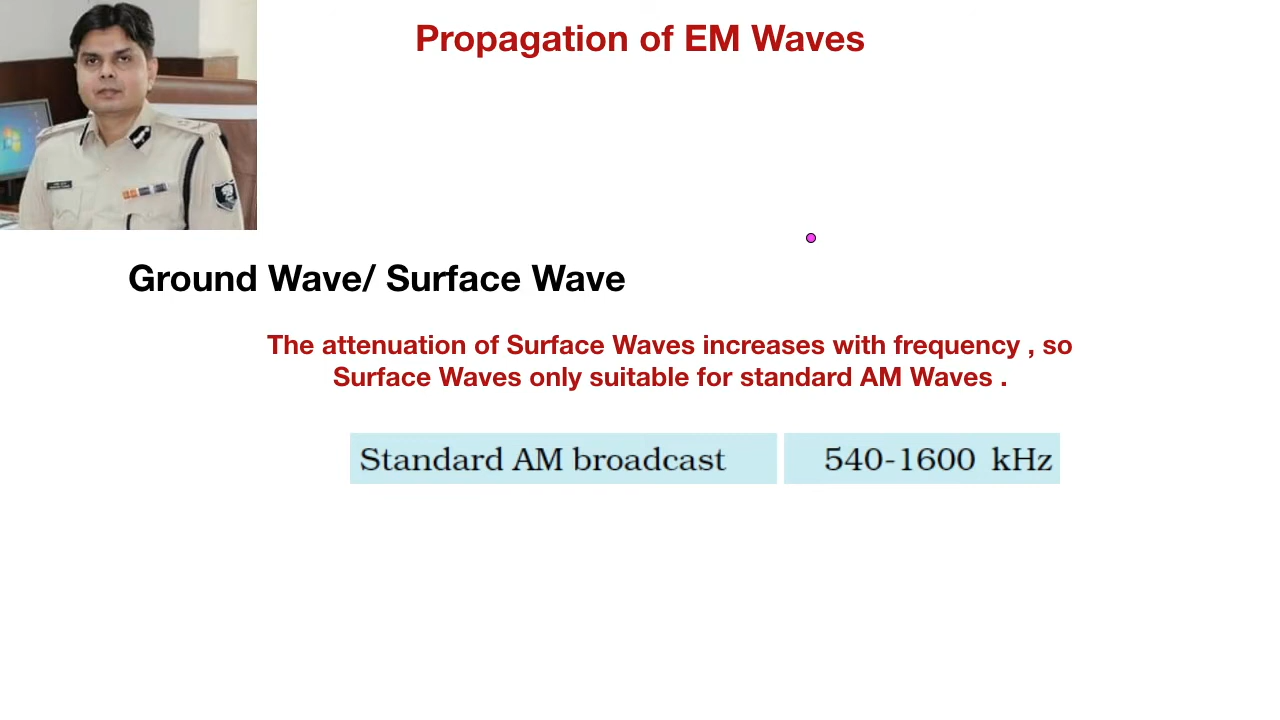 Propagation of EM Waves
Ground Wave/ Surface Wave
The attenuation of Surface Waves increases with frequency , so
Surface Waves only suitable for standard AM Waves .
Standard AM broadcast 540-1600 kHz